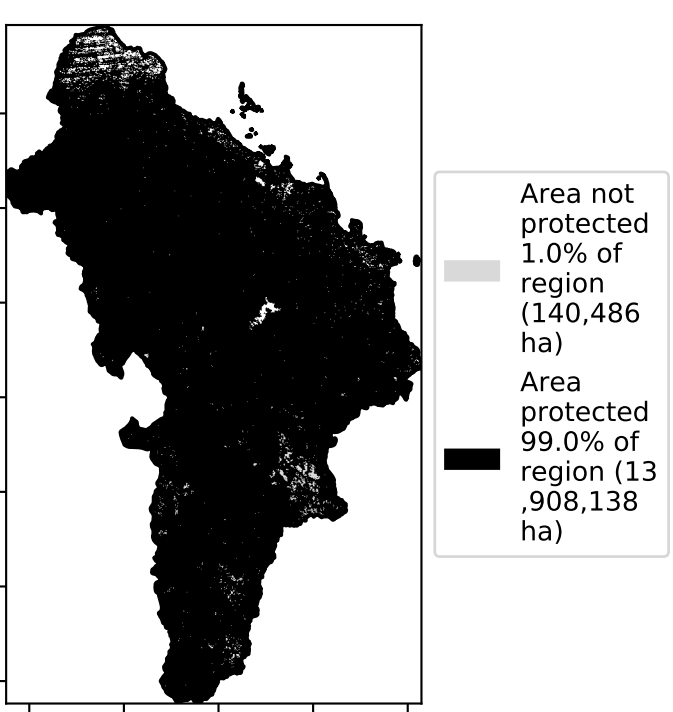 Area not
protected
1.0% of
region
(140,486
ha)
Area
protected
99.0% of
region (13
,908,138
ha)